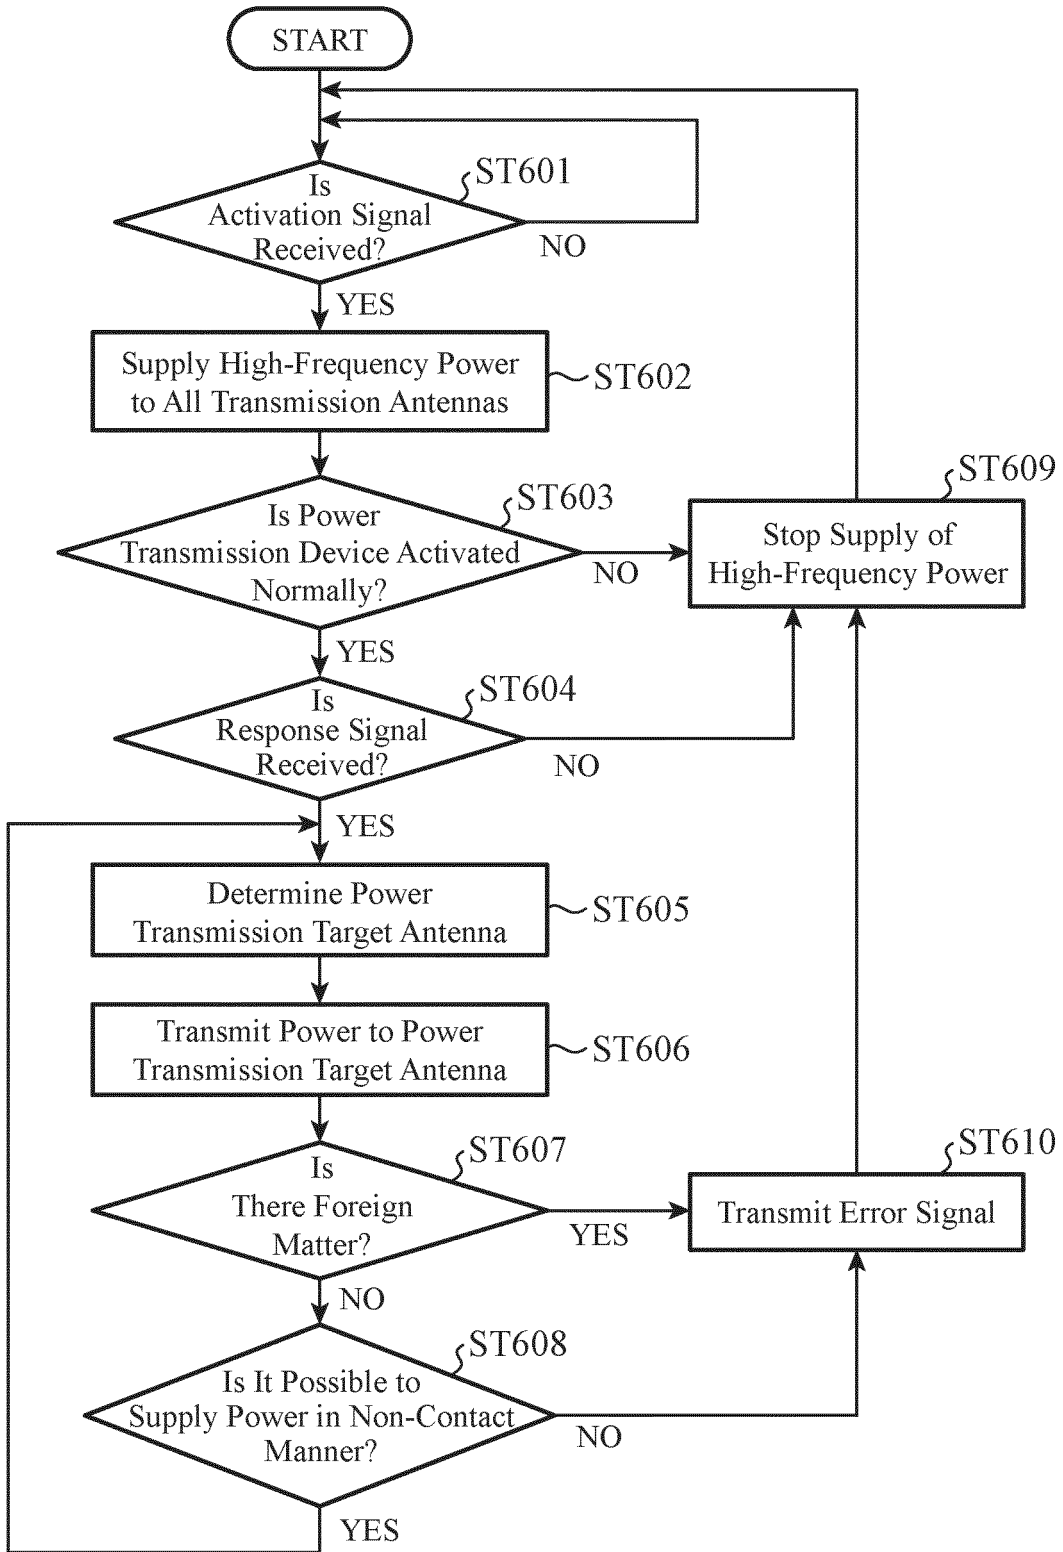 START
ST601
Is
Activation Signal
Received?
NO
YES
Supply High-Frequency Power
to All Transmission Antennas
ST602
ST603
Is Power
Transmission Device Activated
Normally?
NO
YES
ST609
Stop Supply of
High-Frequency Power
ST604
Is
Response Signal
Received?
NO
YES
Determine Power
Transmission Target Antenna
ST605
Transmit Power to Power
Transmission Target Antenna
ST606
ST607
Is
There Foreign
Matter?
YES
NO
ST610
Transmit Error Signal
ST608
Is It Possible to
Supply Power in Non-Contact
Manner?
NO
YES